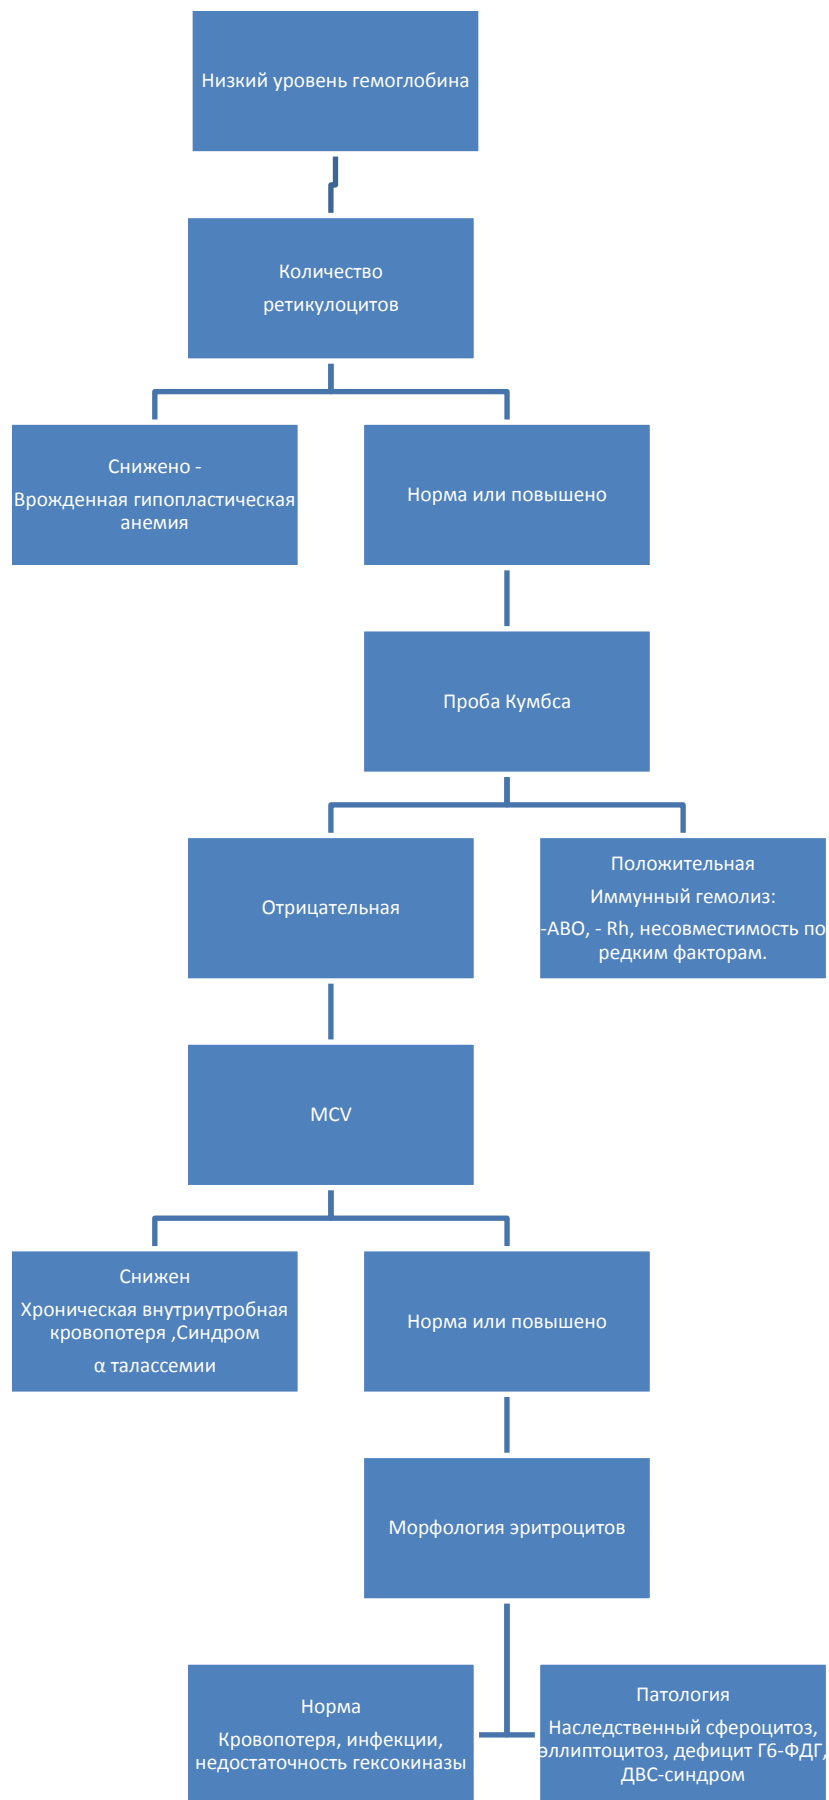 Низкий уровень гемоглобина
Количество
ретикулоцитов
Снижено -
Врожденная гипопластическая
анемия
Норма или повышено
Проба Кумбса
Отрицательная
Положительная
Иммунный гемолиз:
-АВО, - Rh, несовместимость по
редким факторам.
MCV
Снижен
Хроническая внутриутробная
кровопотеря ,Синдром
α талассемии
Норма или повышено
Морфология эритроцитов
Норма
Кровопотеря, инфекции,
недостаточность гексокиназы
Патология
Наследственный сфероцитоз,
эллиптоцитоз, дефицит Г6-ФДГ,
ДВС-синдром